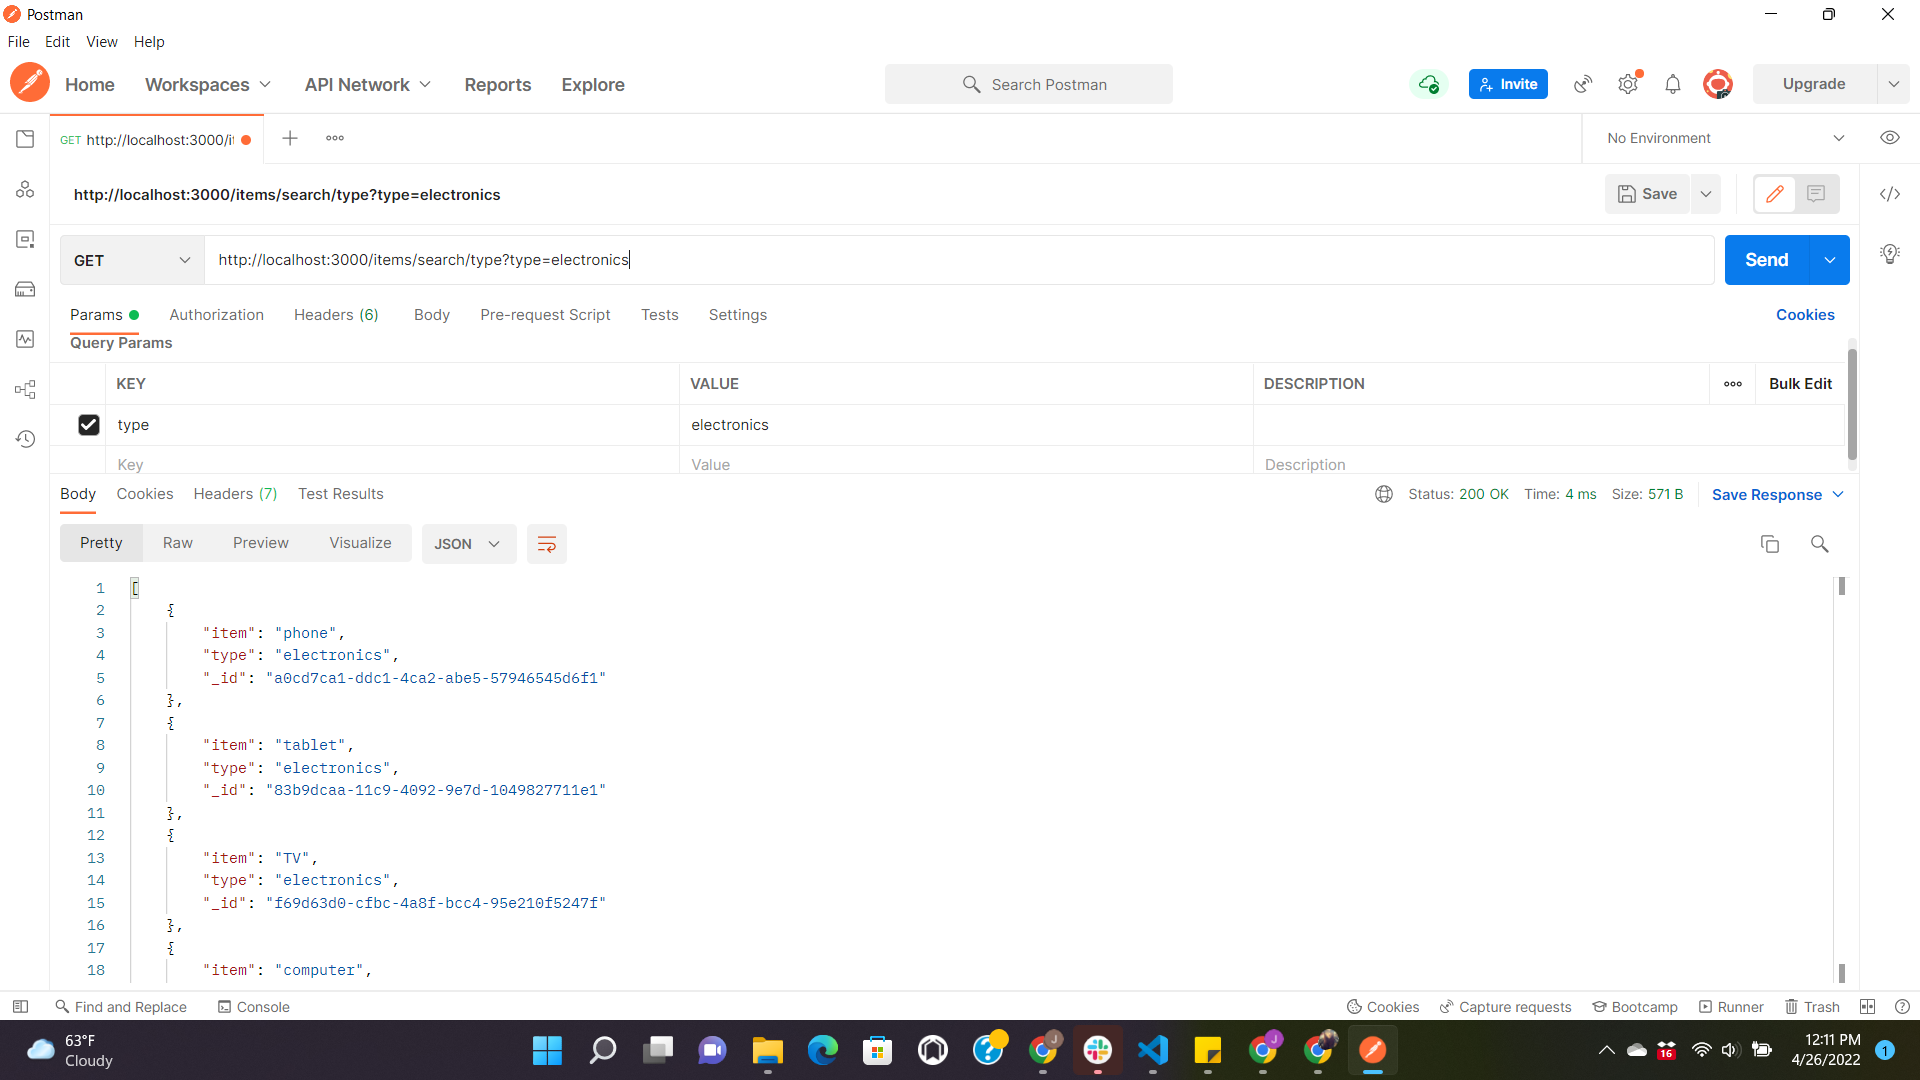 Postman
File Edit View Help
Home Workspaces API Network Reports Explore Search Postman Invite Upgrade
GET http://localhost:3000/it No Environment
http://localhost:3000/items/search/type?type=electronics Save
GET http://localhost:3000/items/search/type?type=electronics Send
Params Authorization Headers (6) Body Pre-request Script Tests Settings Cookies
Query Params
KEY VALUE DESCRIPTION Bulk Edit
type electronics
Key Value Description
Body Cookies Headers (7) Test Results Status: 200 OK Time: 4 ms Size: 571 B Save Response
Pretty Raw Preview Visualize JSON
1 [
2 {
3 "item": "phone",
4 "type": "electronics",
5 "_id": "a0cd7ca1-ddc1-4ca2-abe5-57946545d6f1"
6 },
7 {
8 "item": "tablet",
9 "type": "electronics",
10 "_id": "83b9dcaa-11c9-4092-9e7d-1049827711e1"
11 },
12 {
13 "item": "TV",
14 "type": "electronics",
15 "_id": "f69d63d0-cfbc-4a8f-bcc4-95e210f5247f"
16 },
17 {
18 "item": "computer",
Find and Replace Console Cookies Capture requests Bootcamp Runner Trash
63°F
Cloudy
J
J
16
12:11 PM
4/26/2022
1